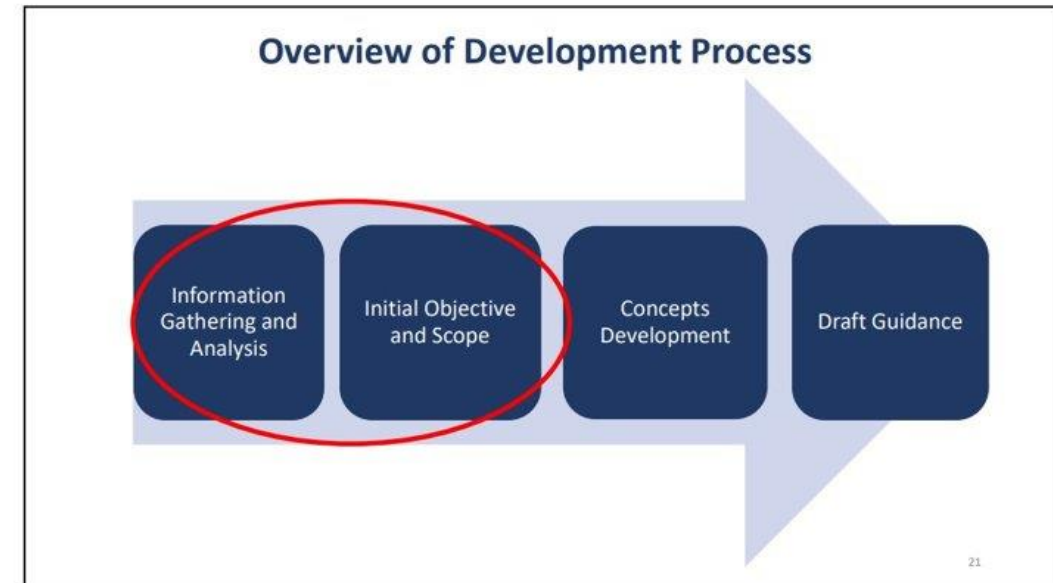 Overview of Development Process
Information
Gathering and
Analysis
Initial Objective
and Scope
Concepts
Development
Draft Guidance
21